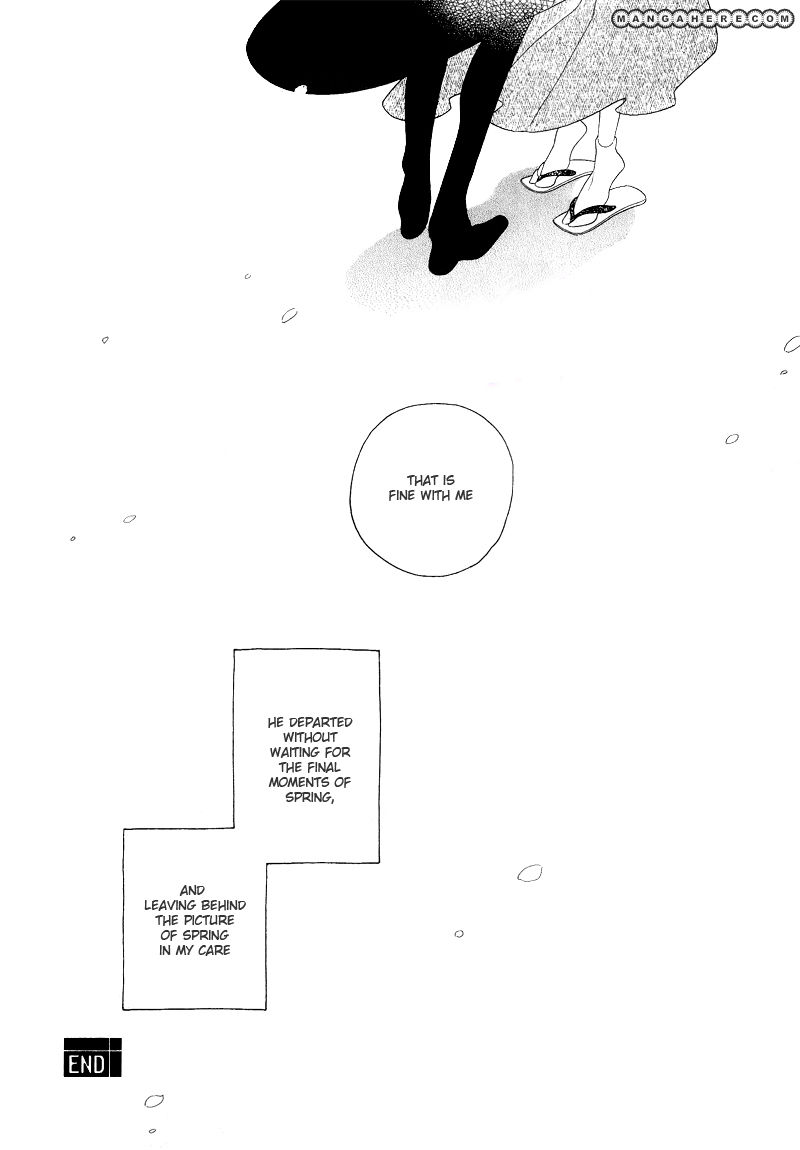 MANGAHERE.COM
THAT IS
FINE WITH ME
HE DEPARTED
WITHOUT
WAITING FOR
THE FINAL
MOMENTS OF
SPRING,
AND
LEAVING BEHIND
THE PICTURE
OF SPRING
IN MY CARE
END